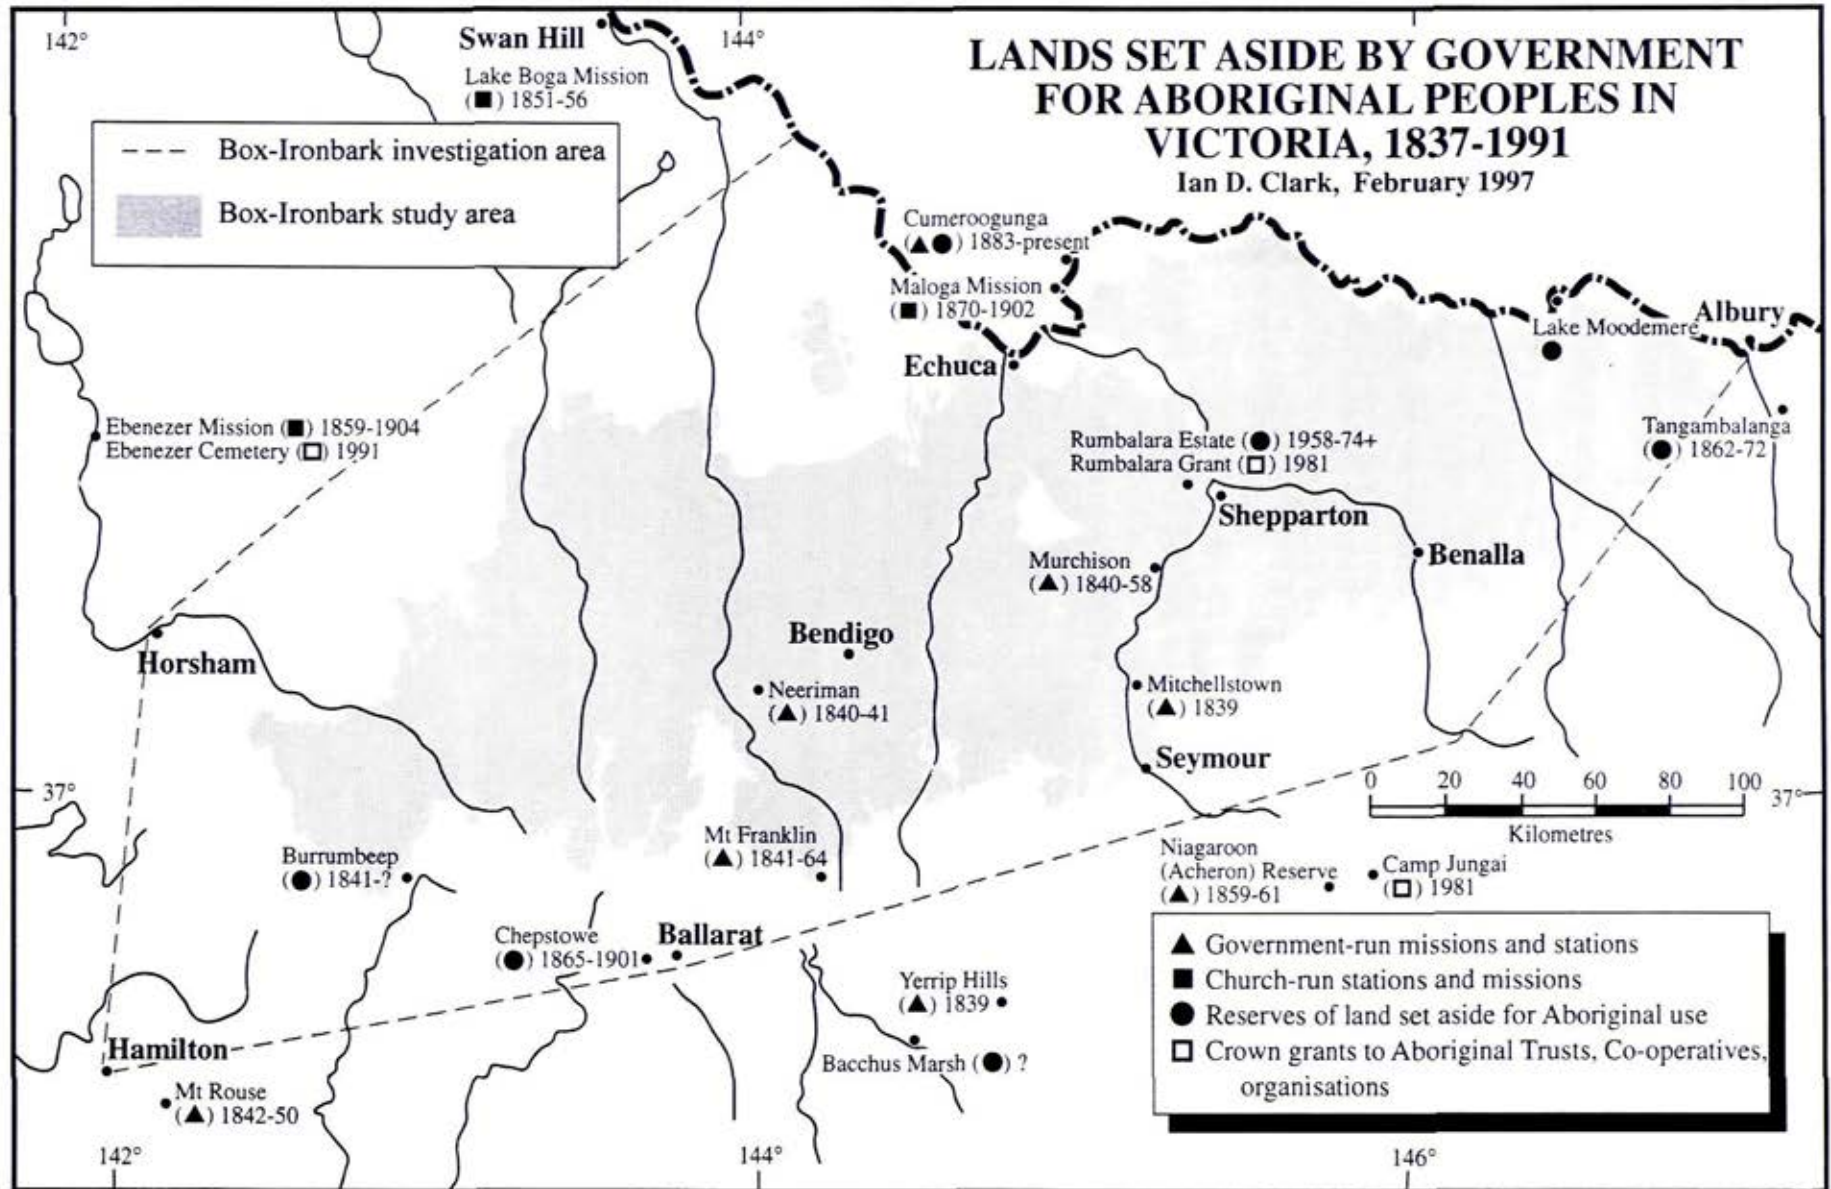 142°
144°
LANDS SET ASIDE BY GOVERNMENT
FOR ABORIGINAL PEOPLES IN
VICTORIA, 1837-1991
Ian D. Clark, February 1997
Swan Hill
Lake Boga Mission
(■) 1851-56
Box-Ironbark investigation area
Box-Ironbark study area
Cumeroogunga
(▲●) 1883-present
Maloga Mission
(■) 1870-1902
Echuca
Lake Moodemere
●
Albury
Ebenezer Mission (■) 1859-1904
Ebenezer Cemetery (□) 1991
Rumbalara Estate (●) 1958-74+
Rumbalara Grant (□) 1981
Tangambalanga
(●) 1862-72
Shepparton
Benalla
Murchison
(▲) 1840-58
Bendigo
Horsham
Neeriman
(▲) 1840-41
Mitchellstown
(▲) 1839
Seymour
37°
0 20 40 60 80 100
Kilometres
37°
Mt Franklin
(▲) 1841-64
Burrumbeep
(●) 1841-?
Niagaroon
(Acheron) Reserve
(▲) 1859-61
Camp Jungai
(□) 1981
Chepstowe
(●) 1865-1901
Ballarat
Yerrip Hills
(▲) 1839
Bacchus Marsh (●) ?
Hamilton
Mt Rouse
(▲) 1842-50
▲ Government-run missions and stations
■ Church-run stations and missions
● Reserves of land set aside for Aboriginal use
□ Crown grants to Aboriginal Trusts, Co-operatives,
organisations
142°
144°
146°